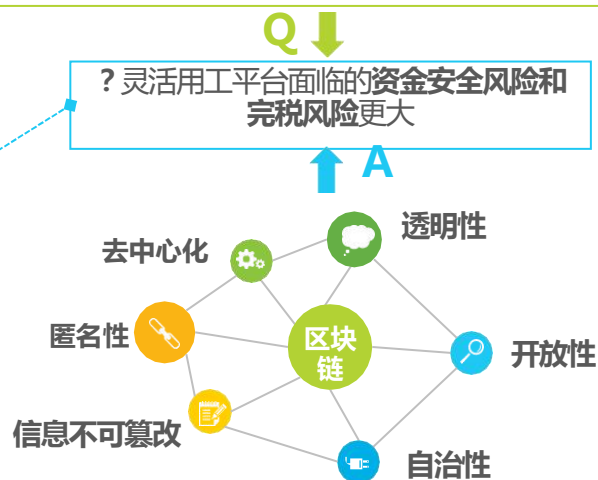 Q
?灵活用工平台面临的资金安全风险和
完税风险更大
A
透明性
去中心化
匿名性
区块
链
开放性
信息不可篡改
自治性